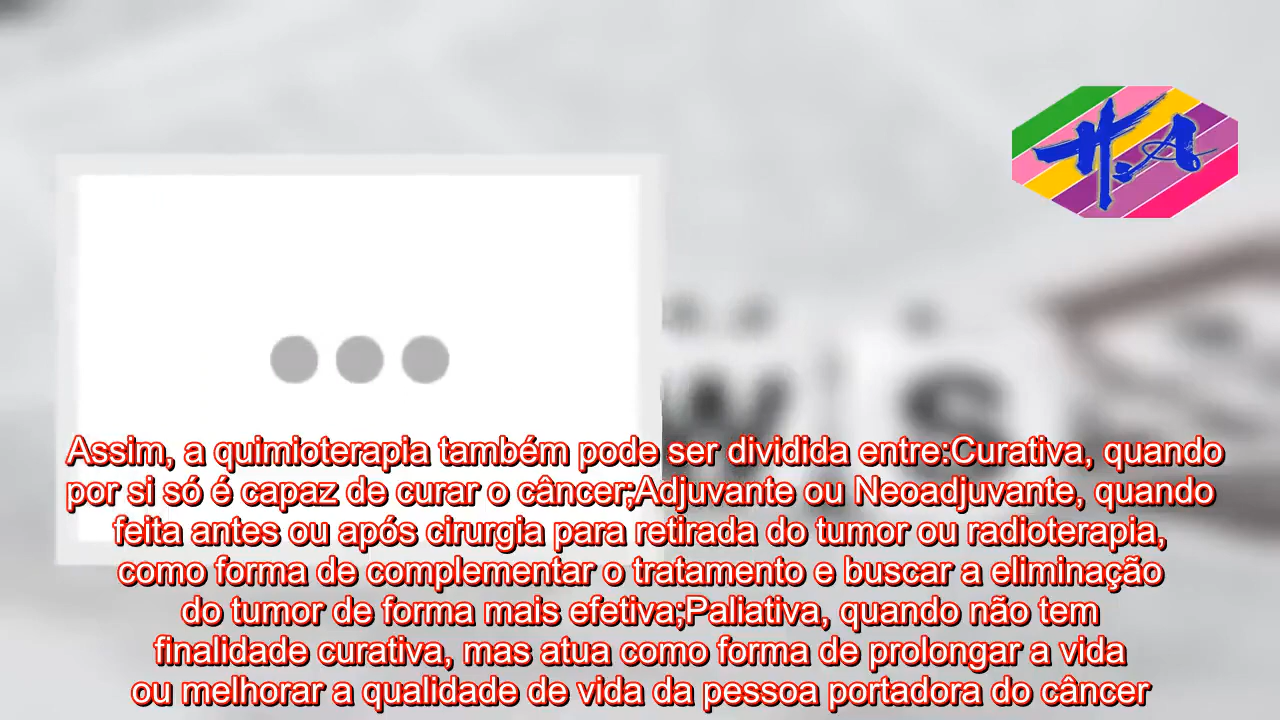 H.A
W S
Assim, a quimioterapia também pode ser dividida entre:Curativa, quando
por si só é capaz de curar o câncer;Adjuvante ou Neoadjuvante, quando
feita antes ou após cirurgia para retirada do tumor ou radioterapia,
como forma de complementar o tratamento e buscar a eliminação
do tumor de forma mais efetiva;Paliativa, quando não tem
finalidade curativa, mas atua como forma de prolongar a vida
ou melhorar a qualidade de vida da pessoa portadora do câncer